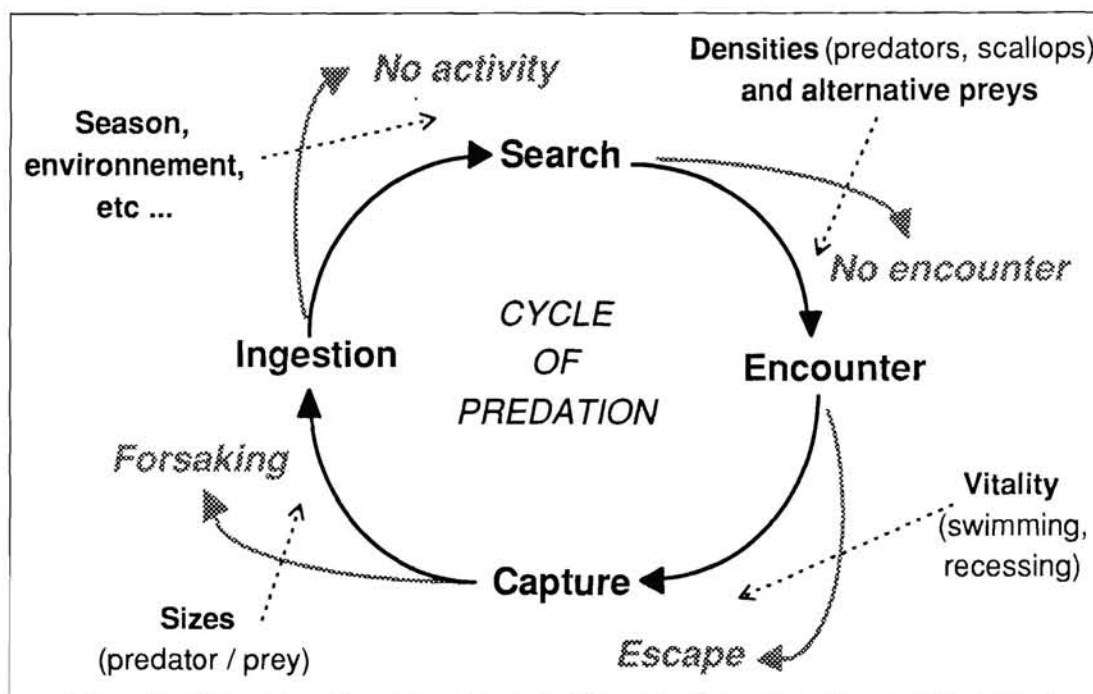 Densities (predators, scallops)
and alternative preys
No activity
Season,
environnement,
etc ...
Search
No encounter
CYCLE
OF
PREDATION
Ingestion
Encounter
Forsaking
Vitality
(swimming,
recessing)
Capture
Sizes
(predator / prey)
Escape